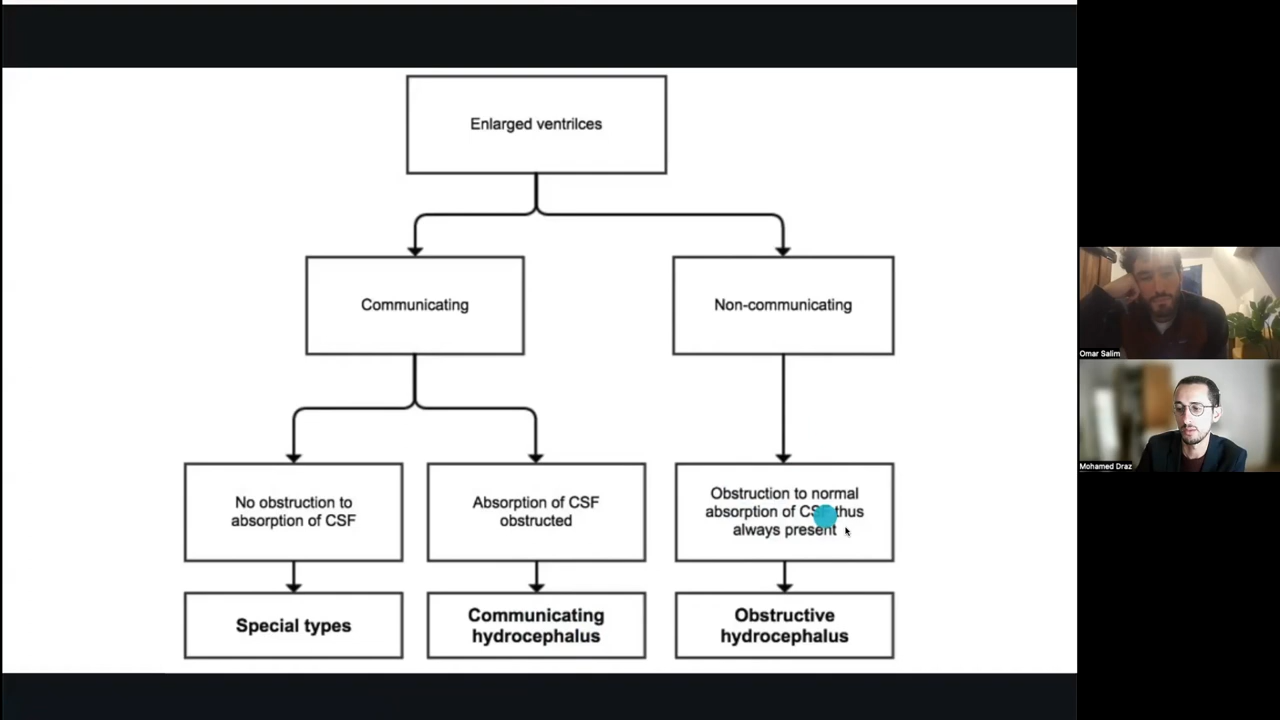 Enlarged ventrilces
Communicating
Non-communicating
No obstruction to
absorption of CSF
Absorption of CSF
obstructed
Obstruction to normal
absorption of CSF thus
always present
Special types
Communicating
hydrocephalus
Obstructive
hydrocephalus
Omar Salim
Mohamed Draz